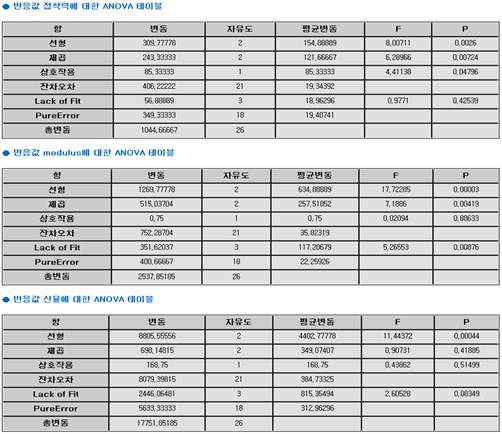 반응값 접착력에 대한 ANOVA 테이블
항 변동 자유도 평균변동 F P
선형 309,77778 2 154,88889 8,00711 0,0026
제곱 243,33333 2 121,66667 6,28966 0,00724
상호작용 85,33333 1 85,33333 4,41138 0,04796
잔차오차 406,22222 21 19,34392
Lack of Fit 56,88889 3 18,96296 0,9771 0,42539
PureError 349,33333 18 19,40741
총변동 1044,66667 26
반응값 modulus에 대한 ANOVA 테이블
항 변동 자유도 평균변동 F P
선형 1269,77778 2 634,88889 17,72285 0,00003
제곱 515,03704 2 257,51852 7,1886 0,00419
상호작용 0,75 1 0,75 0,02094 0,88633
잔차오차 752,28704 21 35,82319
Lack of Fit 351,62037 3 117,20679 5,26553 0,00876
PureError 400,66667 18 22,25926
총변동 2537,85185 26
반응값 신율에 대한 ANOVA 테이블
항 변동 자유도 평균변동 F P
선형 8805,55556 2 4402,77778 11,44372 0,00044
제곱 698,14815 2 349,07407 0,90731 0,41885
상호작용 168,75 1 168,75 0,43862 0,51499
잔차오차 8079,39815 21 384,73325
Lack of Fit 2446,06481 3 815,35494 2,60528 0,08349
PureError 5633,33333 18 312,96296
총변동 17751,85185 26